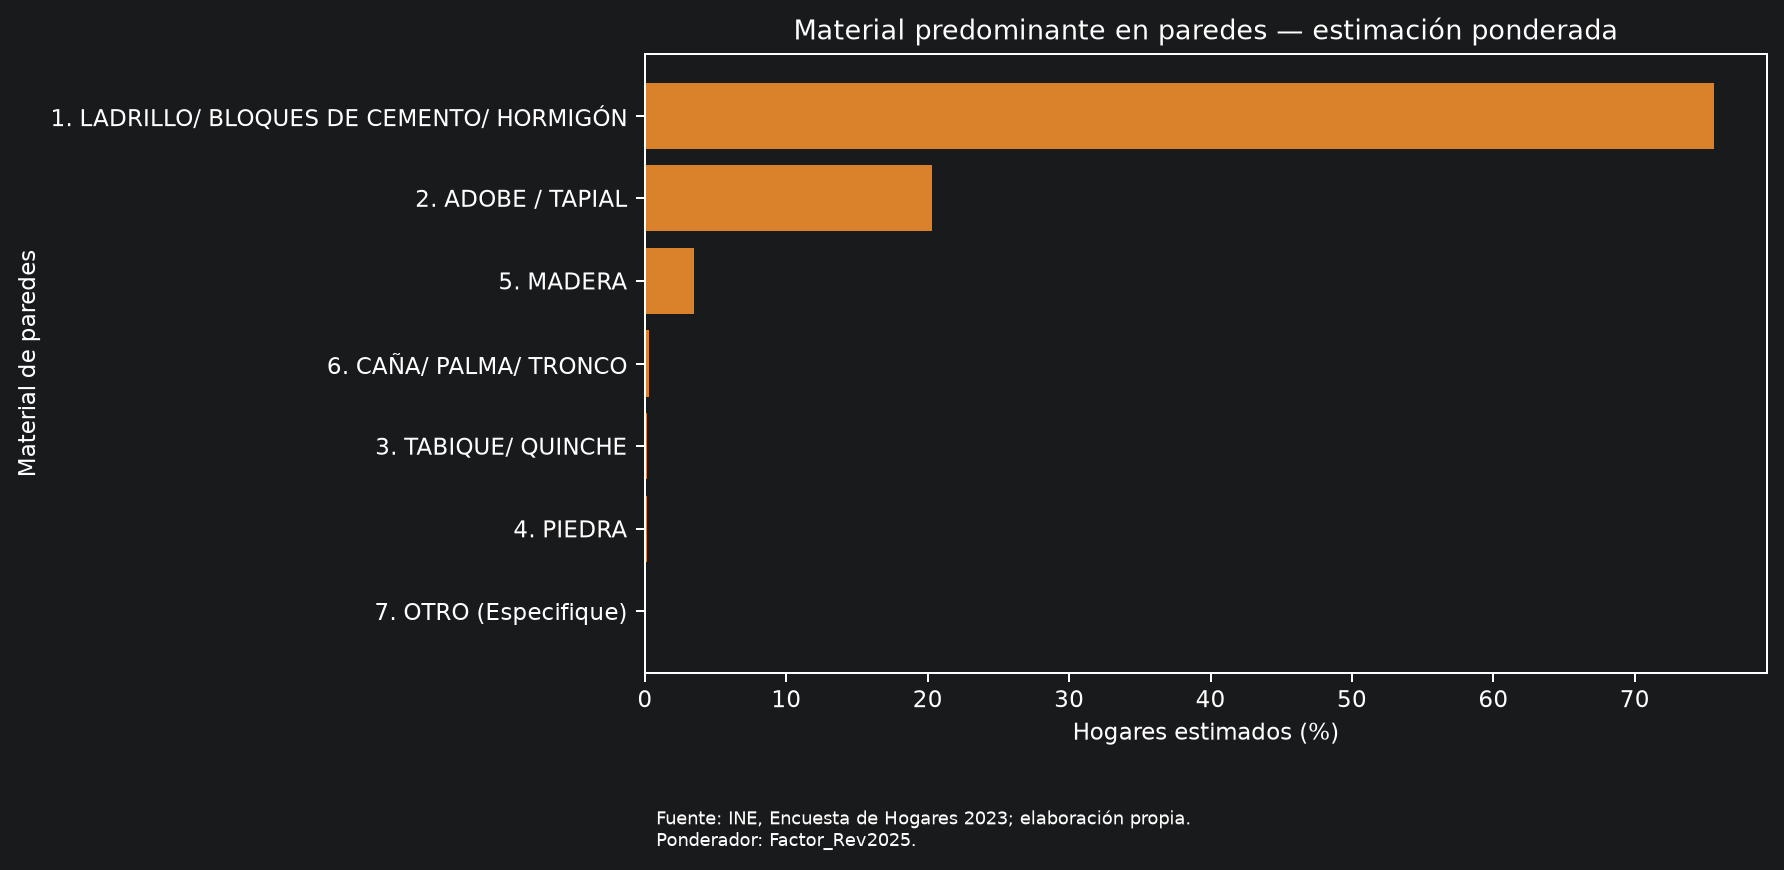 Material predominante en paredes — estimación ponderada
Material de paredes
1. LADRILLO/ BLOQUES DE CEMENTO/ HORMIGÓN
2. ADOBE / TAPIAL
5. MADERA
6. CAÑA/ PALMA/ TRONCO
3. TABIQUE/ QUINCHE
4. PIEDRA
7. OTRO (Especifique)
0 10 20 30 40 50 60 70
Hogares estimados (%)
Fuente: INE, Encuesta de Hogares 2023; elaboración propia.
Ponderador: Factor_Rev2025.